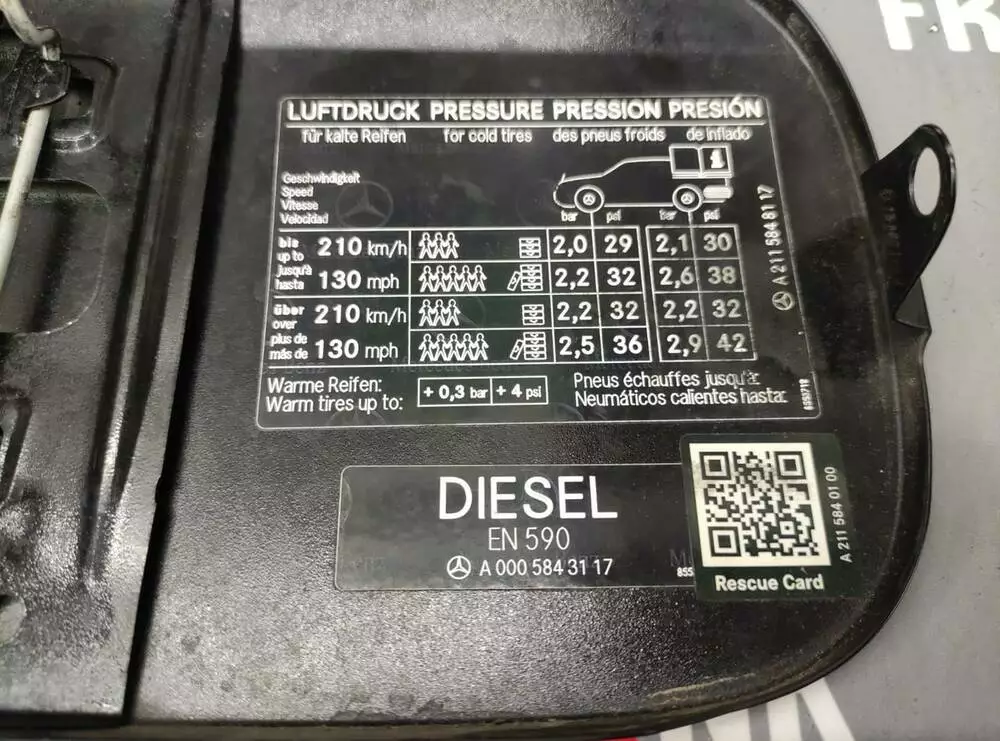 FR
LUFTDRUCK PRESSURE PRESSION PRESIÓN
für kalte Reifen for cold tires des pneus froids de inflado
Geschwindigkeit
Speed
Vitesse
Velocidad
bar psi bar psi
bis
up to
jusqu'à
hasta
210 km/h 2,0 29 2,1 30
130 mph 2,2 32 2,6 38
über
over
plus de
más de
210 km/h 2,2 32 2,2 32
130 mph 2,5 36 2,9 42
Warme Reifen:
Warm tires up to:
+ 0,3 bar + 4 psi
Pneus échauffes jusqu'à:
Neumáticos calientes hasta:
A 211 584 81 17
DIESEL
EN 590
A 000 584 31 17
855
Rescue Card
A 211 584 01 00